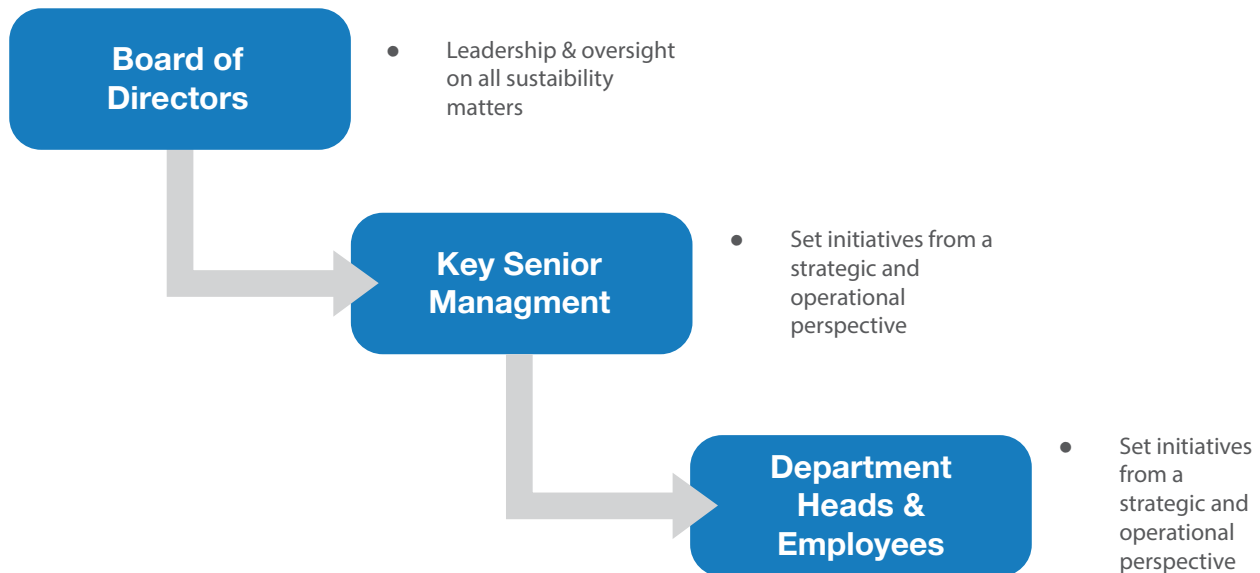 Board of
Directors
● Leadership & oversight
on all sustaibility
matters
Key Senior
Managment
● Set initiatives from a
strategic and
operational
perspective
Department
Heads &
Employees
● Set initiatives
from a
strategic and
operational
perspective